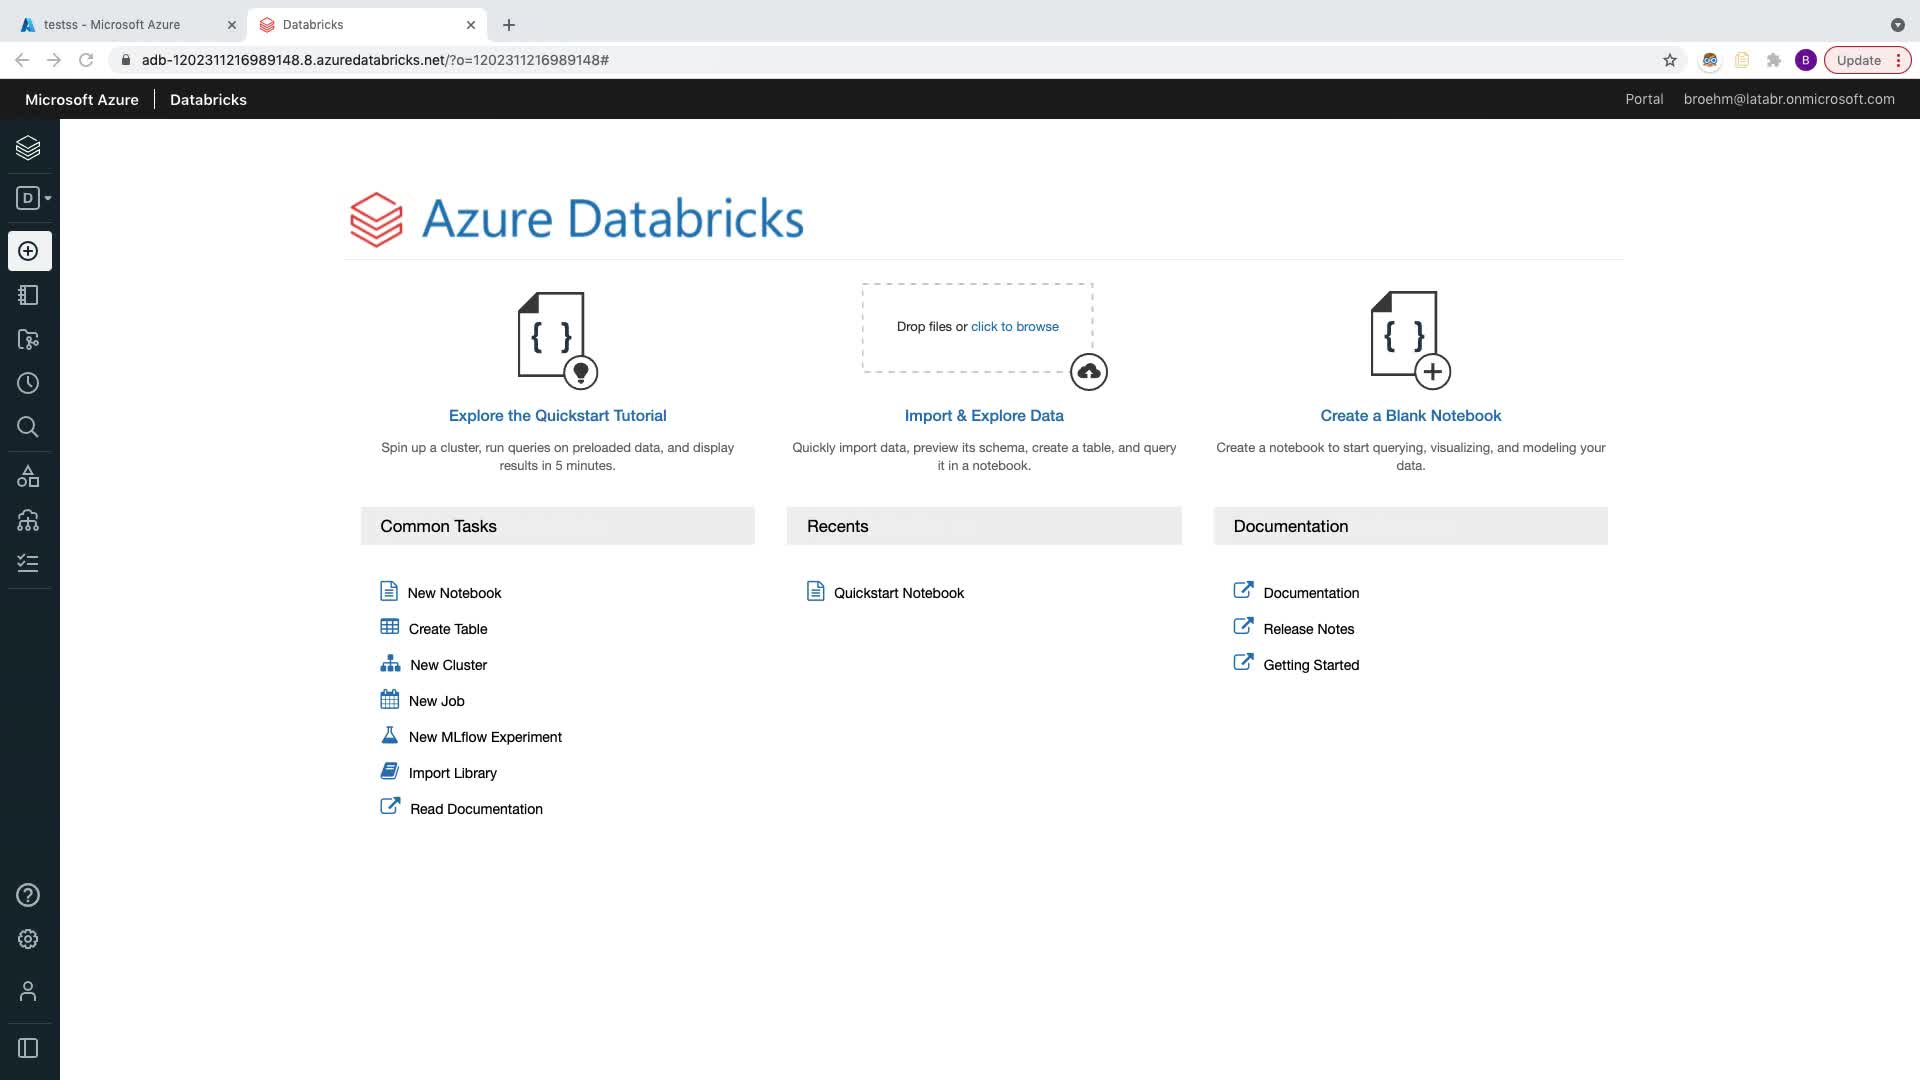 testss - Microsoft Azure
Databricks
adb-1202311216989148.8.azuredatabricks.net/?o=1202311216989148#
B
Update
Microsoft Azure
Databricks
Portal
broehm@latabr.onmicrosoft.com
D
Azure Databricks
{ }
Drop files or click to browse
{ }
Explore the Quickstart Tutorial
Spin up a cluster, run queries on preloaded data, and display
results in 5 minutes.
Import & Explore Data
Quickly import data, preview its schema, create a table, and query
it in a notebook.
Create a Blank Notebook
Create a notebook to start querying, visualizing, and modeling your
data.
Common Tasks
New Notebook
Create Table
New Cluster
New Job
New MLflow Experiment
Import Library
Read Documentation
Recents
Quickstart Notebook
Documentation
Documentation
Release Notes
Getting Started